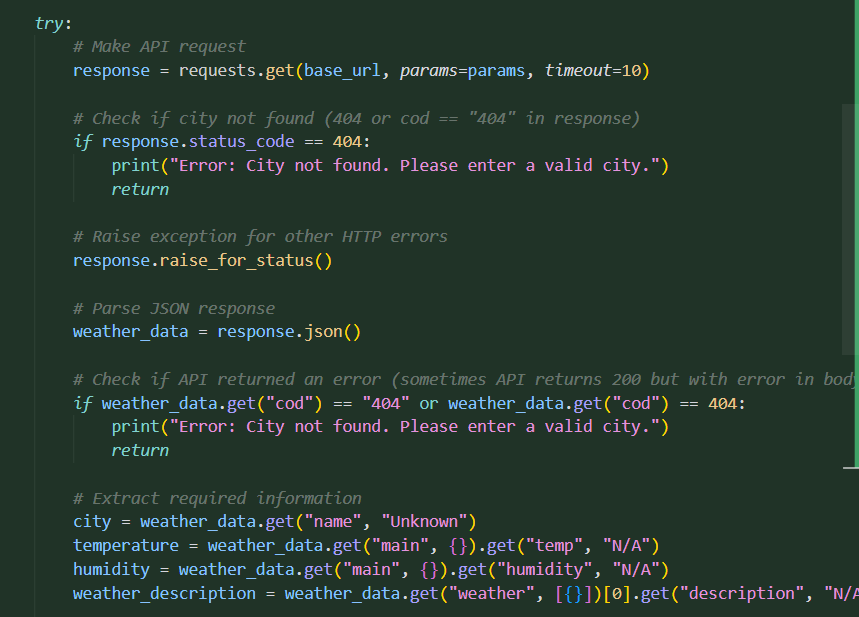 try:
    # Make API request
    response = requests.get(base_url, params=params, timeout=10)

    # Check if city not found (404 or cod == "404" in response)
    if response.status_code == 404:
        print("Error: City not found. Please enter a valid city.")
        return

    # Raise exception for other HTTP errors
    response.raise_for_status()

    # Parse JSON response
    weather_data = response.json()

    # Check if API returned an error (sometimes API returns 200 but with error in body
    if weather_data.get("cod") == "404" or weather_data.get("cod") == 404:
        print("Error: City not found. Please enter a valid city.")
        return

    # Extract required information
    city = weather_data.get("name", "Unknown")
    temperature = weather_data.get("main", {}).get("temp", "N/A")
    humidity = weather_data.get("main", {}).get("humidity", "N/A")
    weather_description = weather_data.get("weather", [{}])[0].get("description", "N/A